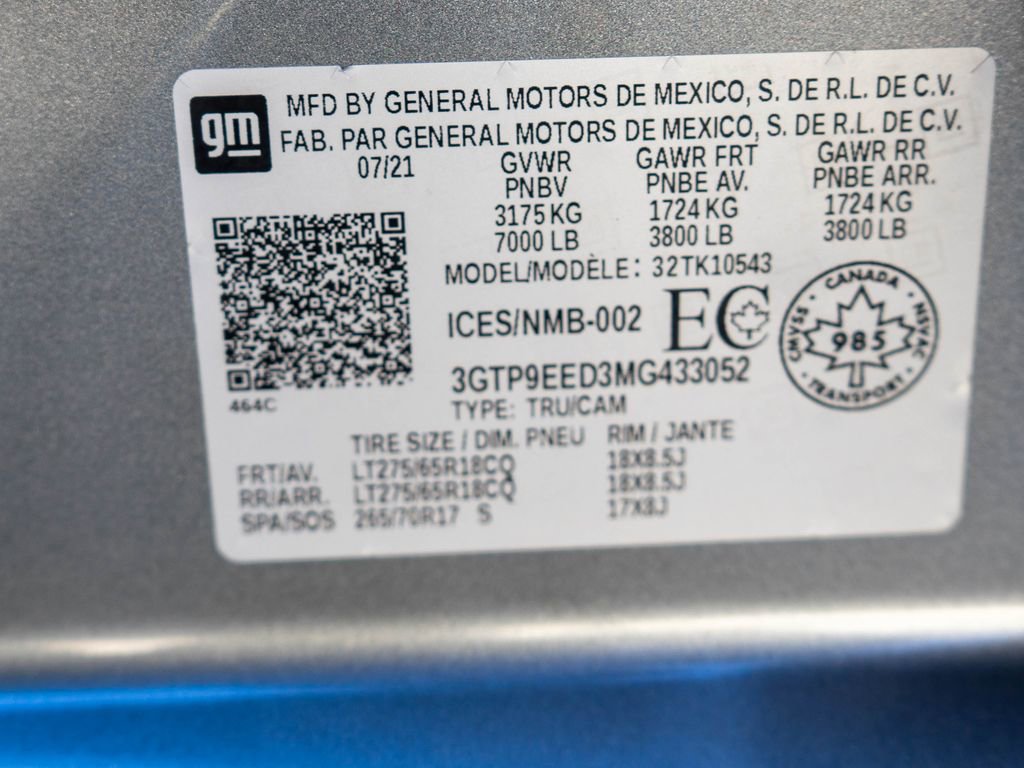 gm
MFD BY GENERAL MOTORS DE MEXICO, S. DE R.L. DE C.V.
FAB. PAR GENERAL MOTORS DE MEXICO, S. DE R.L. DE C.V.
07/21 GVWR GAWR FRT GAWR RR
PNBV PNBE AV. PNBE ARR.
3175 KG 1724 KG 1724 KG
7000 LB 3800 LB 3800 LB
MODEL/MODÈLE: 32TK10543
ICES/NMB-002 EC
CANADA
CMVSS 985 NSVAC
TRANSPORT
3GTP9EED3MG433052
464C
TYPE: TRU/CAM
TIRE SIZE / DIM. PNEU RIM / JANTE
FRT/AV. LT275/65R18CQ 18X8.5J
RR/ARR. LT275/65R18CQ 18X8.5J
SPA/SOS 265/70R17 S 17X8J